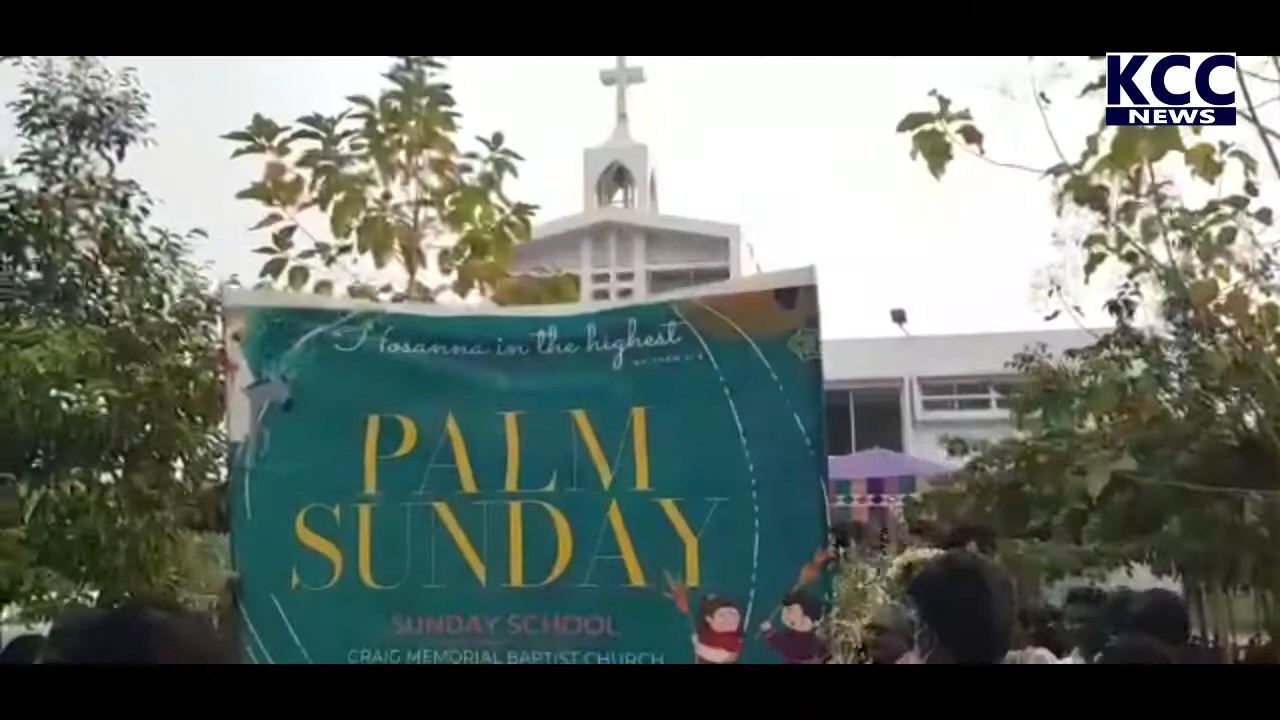 KCC
NEWS
Hosanna in the highest
PALM
SUNDAY
SUNDAY SCHOOL
CRAIG MEMORIAL BAPTIST CHURCH